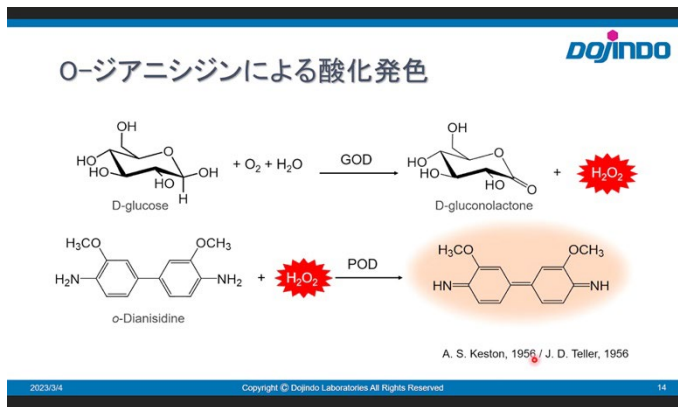 DOJINDO
O-ジアニシジンによる酸化発色
OH
HO
O
HO
HO
OH
H
+ O₂ + H₂O
GOD
OH
HO
O
HO
HO
O
+
H₂O₂
D-glucose
D-gluconolactone
H₃CO
OCH₃
H₂N
NH₂
+
H₂O₂
POD
H₃CO
OCH₃
HN
NH
o-Dianisidine
A. S. Keston, 1956 / J. D. Teller, 1956
2023/3/4
Copyright © Dojindo Laboratories All Rights Reserved
14